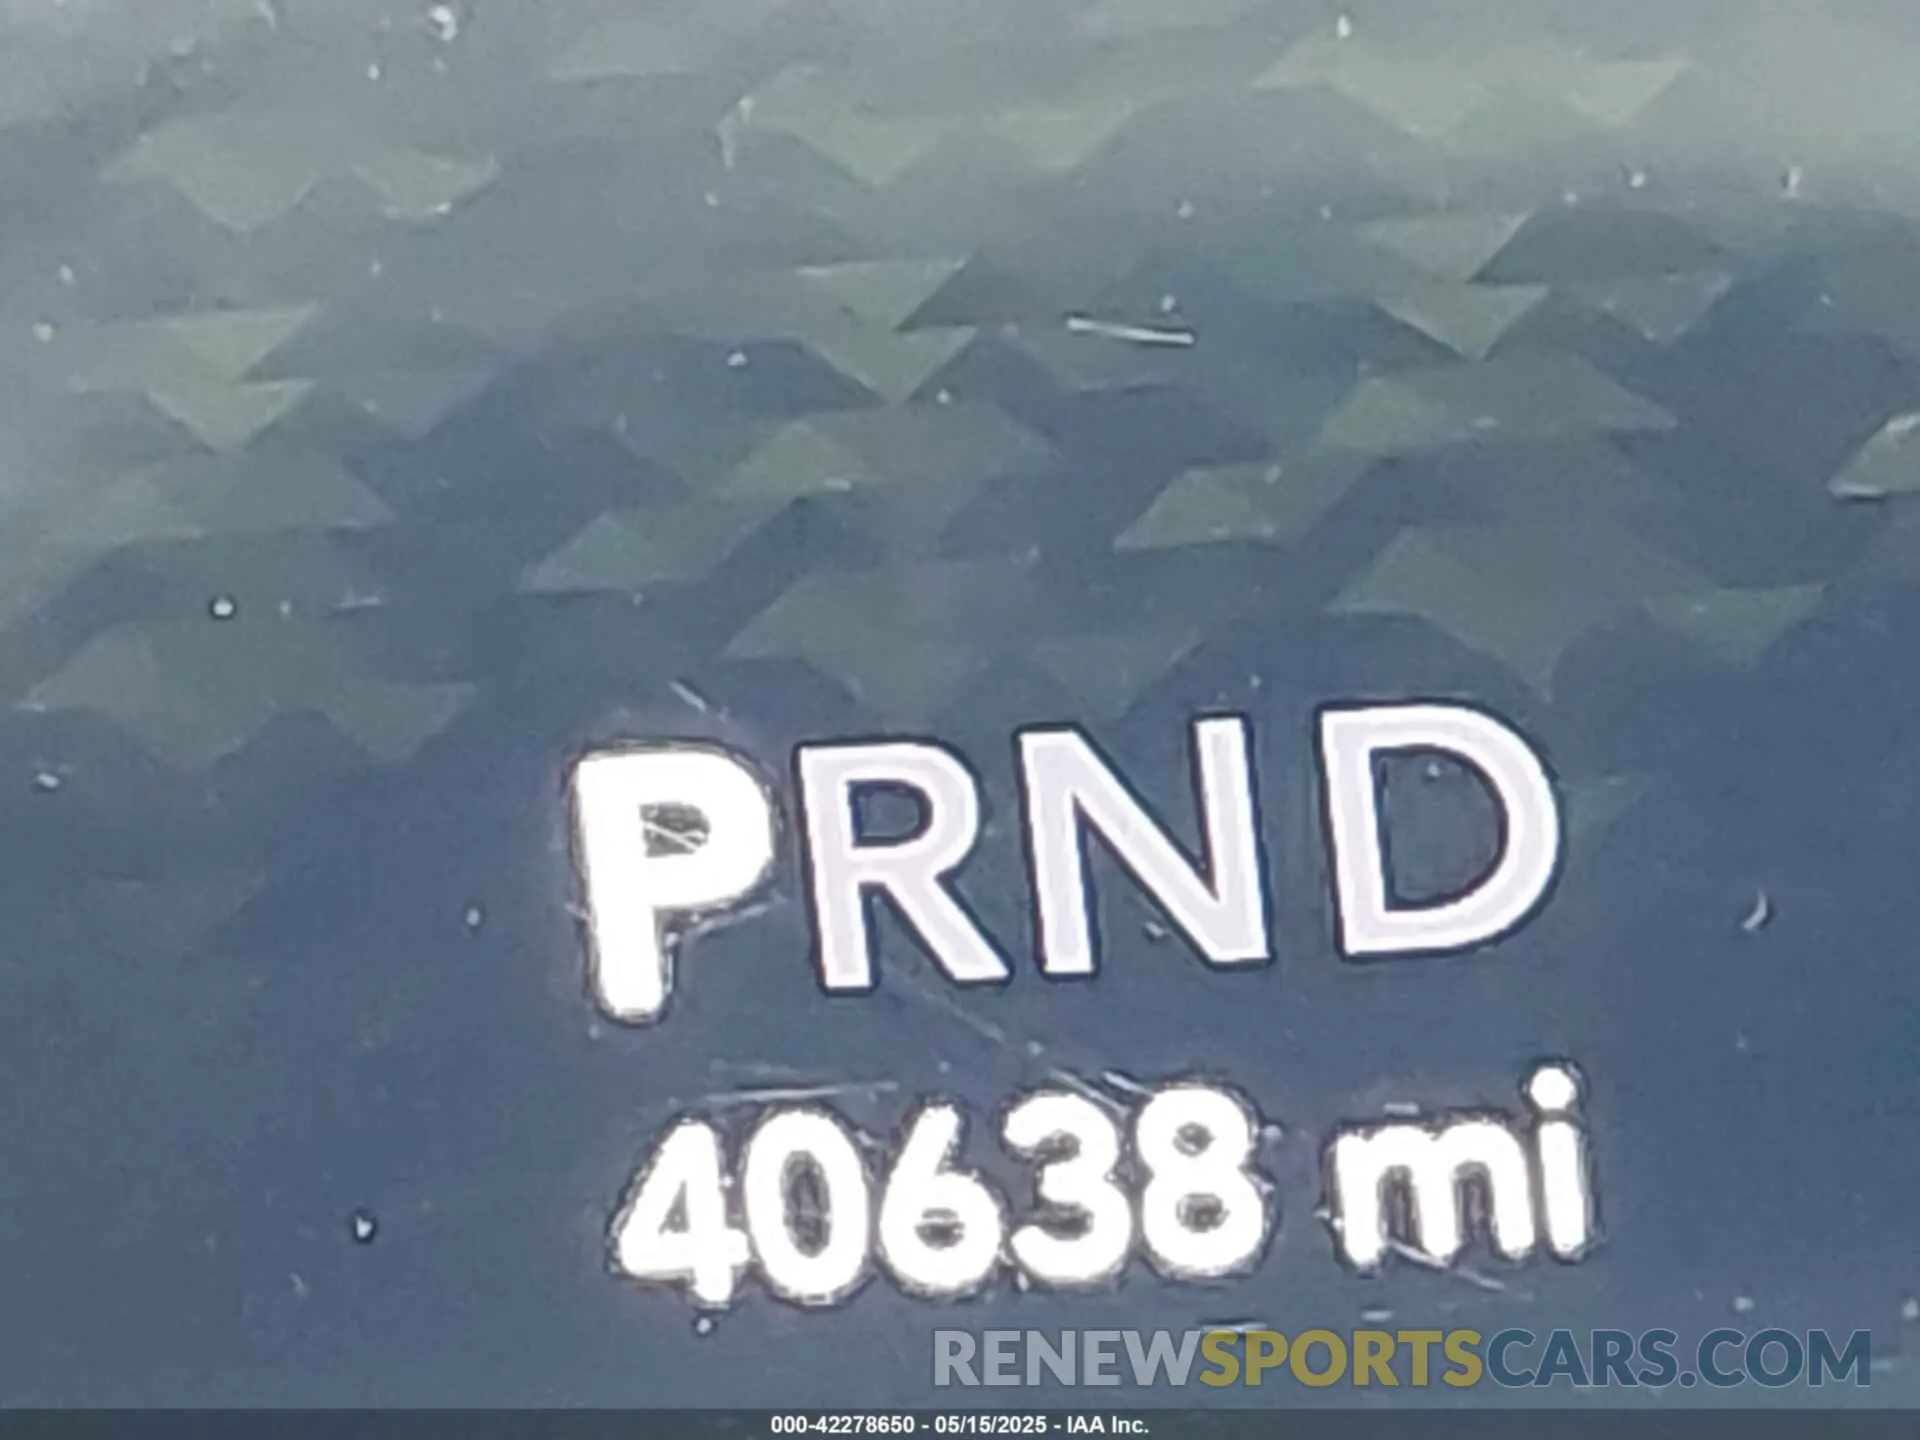 PRND
40638 mi
RENEWSPORTSCARS.COM
000-42278650 - 05/15/2025 - IAA Inc.